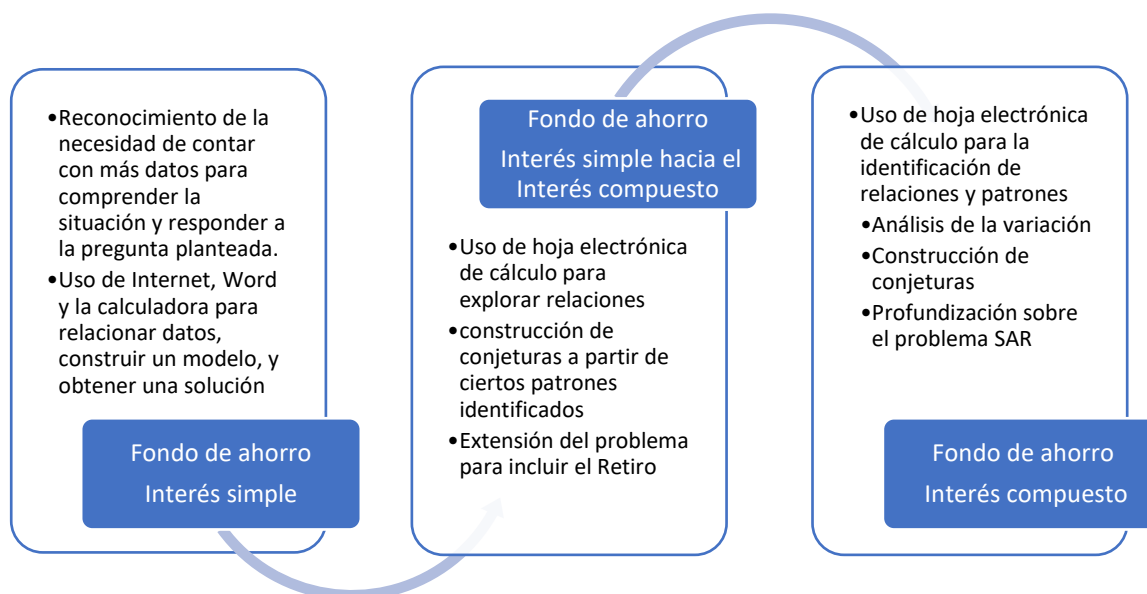 •Reconocimiento de la
necesidad de contar
con más datos para
comprender la
situación y responder a
la pregunta planteada.
•Uso de Internet, Word
y la calculadora para
relacionar datos,
construir un modelo, y
obtener una solución
Fondo de ahorro
Interés simple
Fondo de ahorro
Interés simple hacia el
Interés compuesto
•Uso de hoja electrónica
de cálculo para
explorar relaciones
•construcción de
conjeturas a partir de
ciertos patrones
identificados
•Extensión del problema
para incluir el Retiro
•Uso de hoja electrónica
de cálculo para la
identificación de
relaciones y patrones
•Análisis de la variación
•Construcción de
conjeturas
•Profundización sobre
el problema SAR
Fondo de ahorro
Interés compuesto